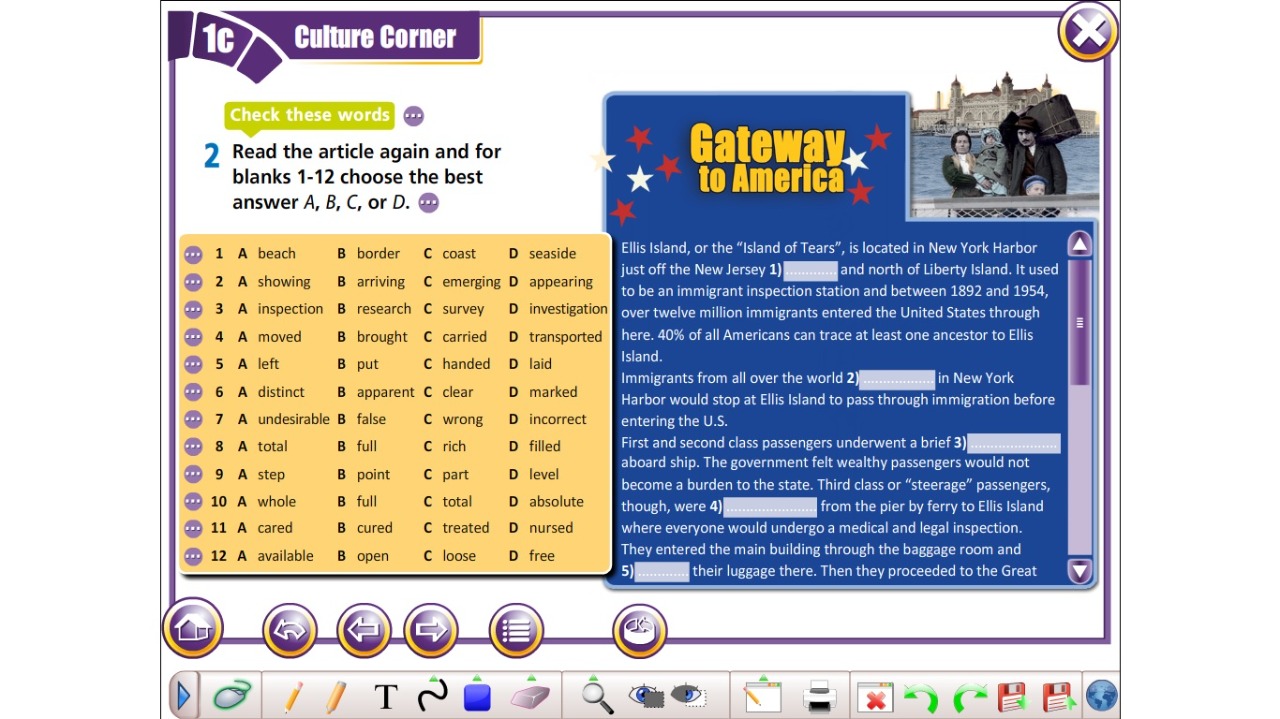 1c Culture Corner
Check these words
2 Read the article again and for
blanks 1-12 choose the best
answer A, B, C, or D.
1 A beach B border C coast D seaside
2 A showing B arriving C emerging D appearing
3 A inspection B research C survey D investigation
4 A moved B brought C carried D transported
5 A left B put C handed D laid
6 A distinct B apparent C clear D marked
7 A undesirable B false C wrong D incorrect
8 A total B full C rich D filled
9 A step B point C part D level
10 A whole B full C total D absolute
11 A cared B cured C treated D nursed
12 A available B open C loose D free
Gateway
to America
Ellis Island, or the “Island of Tears”, is located in New York Harbor
just off the New Jersey 1) ............ and north of Liberty Island. It used
to be an immigrant inspection station and between 1892 and 1954,
over twelve million immigrants entered the United States through
here. 40% of all Americans can trace at least one ancestor to Ellis
Island.
Immigrants from all over the world 2) .................. in New York
Harbor would stop at Ellis Island to pass through immigration before
entering the U.S.
First and second class passengers underwent a brief 3) ......................
aboard ship. The government felt wealthy passengers would not
become a burden to the state. Third class or “steerage” passengers,
though, were 4) ...................... from the pier by ferry to Ellis Island
where everyone would undergo a medical and legal inspection.
They entered the main building through the baggage room and
5) ............ their luggage there. Then they proceeded to the Great
T